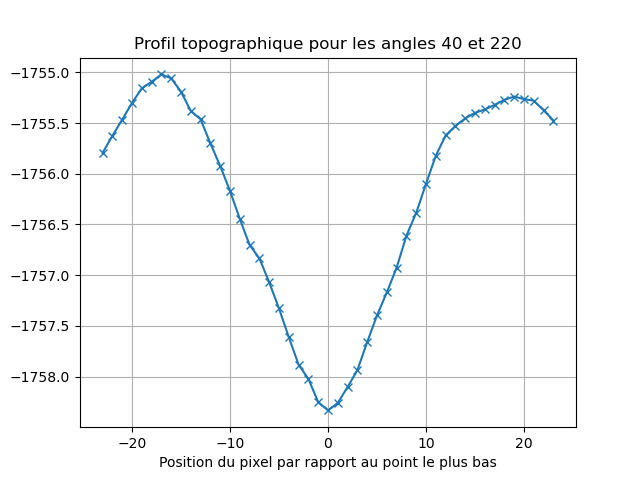 Profil topographique pour les angles 40 et 220
−1755.0
−1755.5
−1756.0
−1756.5
−1757.0
−1757.5
−1758.0
−20 −10 0 10 20
Position du pixel par rapport au point le plus bas